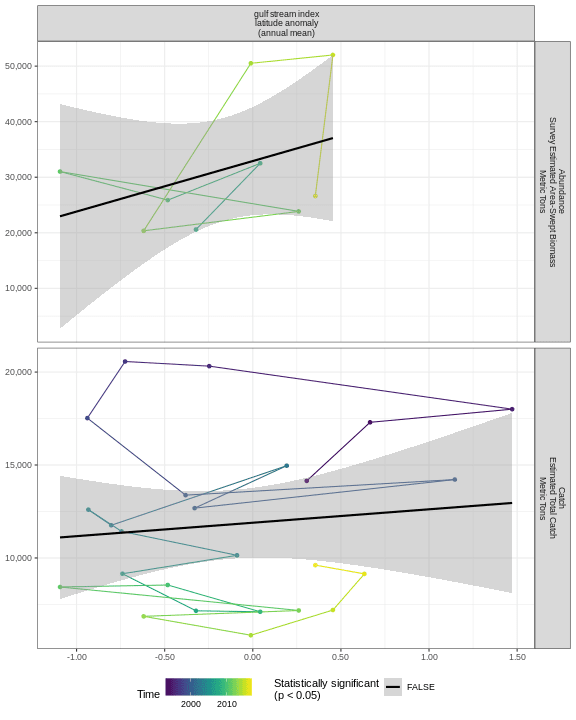 gulf stream index
latitude anomaly
(annual mean)
50,000
40,000
30,000
20,000
10,000
Abundance
Survey Estimated Area-Swept Biomass
Metric Tons
20,000
15,000
10,000
Catch
Estimated Total Catch
Metric Tons
-1.00
-0.50
0.00
0.50
1.00
1.50
Time
2000
2010
Statistically significant
(p < 0.05)
FALSE